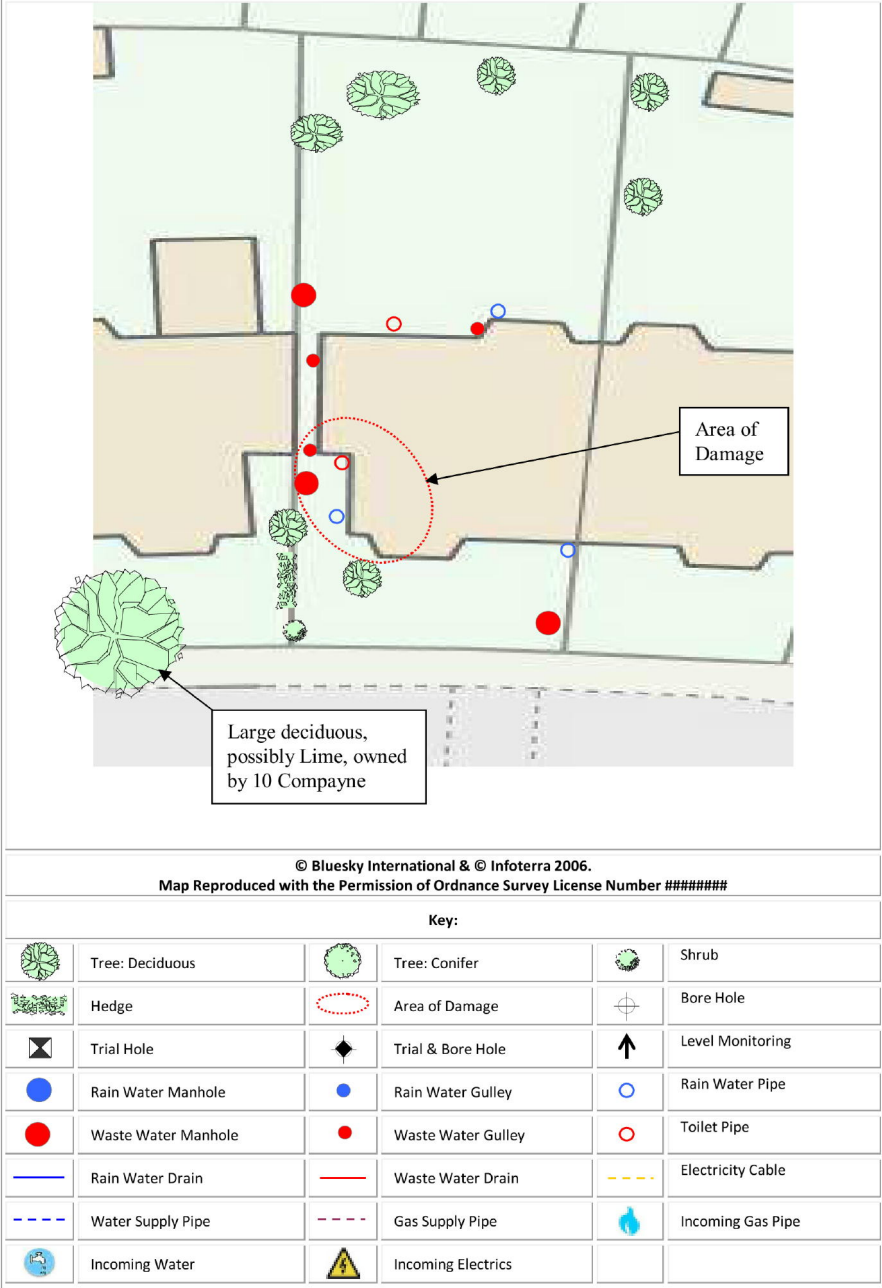 Area of
Damage
Large deciduous,
possibly Lime, owned
by 10 Compayne
© Bluesky International & © Infoterra 2006.
Map Reproduced with the Permission of Ordnance Survey License Number ########
Key:
Tree: Deciduous
Tree: Conifer
Shrub
Hedge
Area of Damage
Bore Hole
Trial Hole
Trial & Bore Hole
Level Monitoring
Rain Water Manhole
Rain Water Gulley
Rain Water Pipe
Waste Water Manhole
Waste Water Gulley
Toilet Pipe
Rain Water Drain
Waste Water Drain
Electricity Cable
Water Supply Pipe
Gas Supply Pipe
Incoming Gas Pipe
Incoming Water
Incoming Electrics